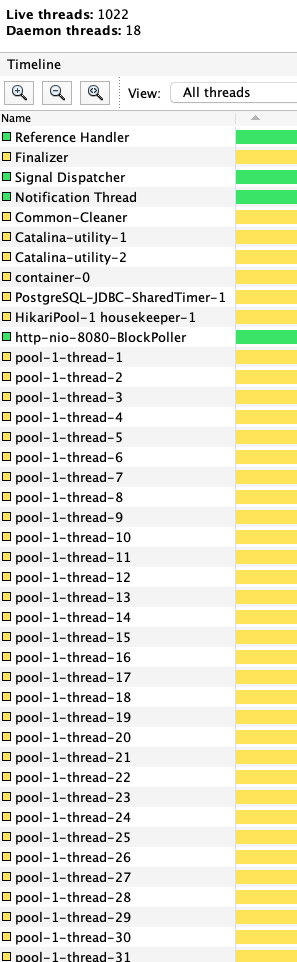 Live threads: 1022
Daemon threads: 18
Timeline
View: All threads
Name
Reference Handler
Finalizer
Signal Dispatcher
Notification Thread
Common-Cleaner
Catalina-utility-1
Catalina-utility-2
container-0
PostgreSQL-JDBC-SharedTimer-1
HikariPool-1 housekeeper-1
http-nio-8080-BlockPoller
pool-1-thread-1
pool-1-thread-2
pool-1-thread-3
pool-1-thread-4
pool-1-thread-5
pool-1-thread-6
pool-1-thread-7
pool-1-thread-8
pool-1-thread-9
pool-1-thread-10
pool-1-thread-11
pool-1-thread-12
pool-1-thread-13
pool-1-thread-14
pool-1-thread-15
pool-1-thread-16
pool-1-thread-17
pool-1-thread-18
pool-1-thread-19
pool-1-thread-20
pool-1-thread-21
pool-1-thread-22
pool-1-thread-23
pool-1-thread-24
pool-1-thread-25
pool-1-thread-26
pool-1-thread-27
pool-1-thread-28
pool-1-thread-29
pool-1-thread-30
pool-1-thread-31